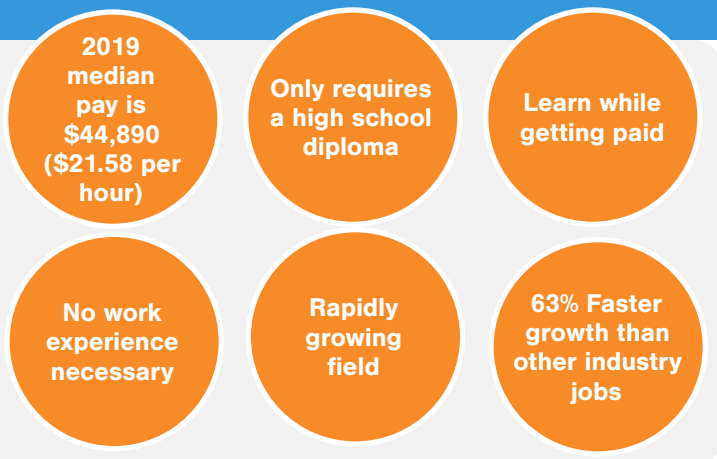 2019
median
pay is
$44,890
($21.58 per
hour)
Only requires
a high school
diploma
Learn while
getting paid
No work
experience
necessary
Rapidly
growing
field
63% Faster
growth than
other industry
jobs